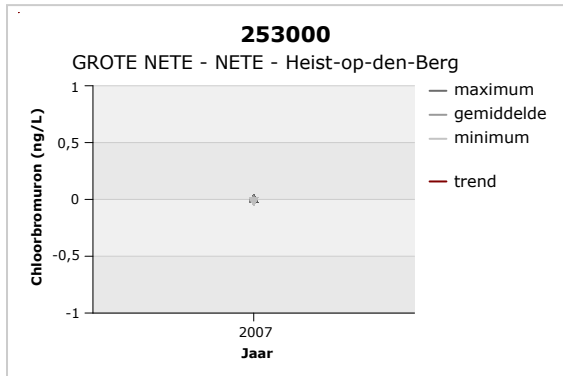 253000
GROTE NETE - NETE - Heist-op-den-Berg
Chloorbromuron (ng/L)
1
0,5
0
-0,5
-1
2007
Jaar
maximum
gemiddelde
minimum
trend